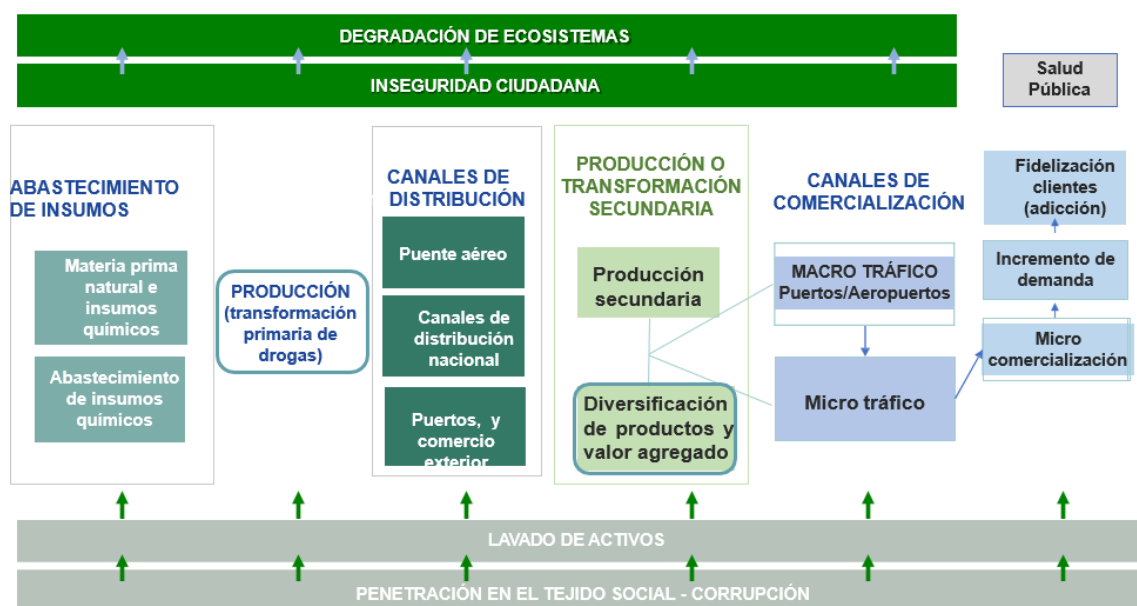 DEGRADACIÓN DE ECOSISTEMAS
INSEGURIDAD CIUDADANA
Salud
Pública
ABASTECIMIENTO
DE INSUMOS
Materia prima
natural e
insumos
químicos
Abastecimiento
de insumos
químicos
PRODUCCIÓN
(transformación
primaria de
drogas)
CANALES DE
DISTRIBUCIÓN
Puente aéreo
Canales de
distribución
nacional
Puertos, y
comercio
exterior
PRODUCCIÓN O
TRANSFORMACIÓN
SECUNDARIA
Producción
secundaria
Diversificación
de productos y
valor agregado
CANALES DE
COMERCIALIZACIÓN
MACRO TRÁFICO
Puertos/Aeropuertos
Micro tráfico
Fidelización
clientes
(adicción)
Incremento de
demanda
Micro
comercialización
LAVADO DE ACTIVOS
PENETRACIÓN EN EL TEJIDO SOCIAL - CORRUPCIÓN